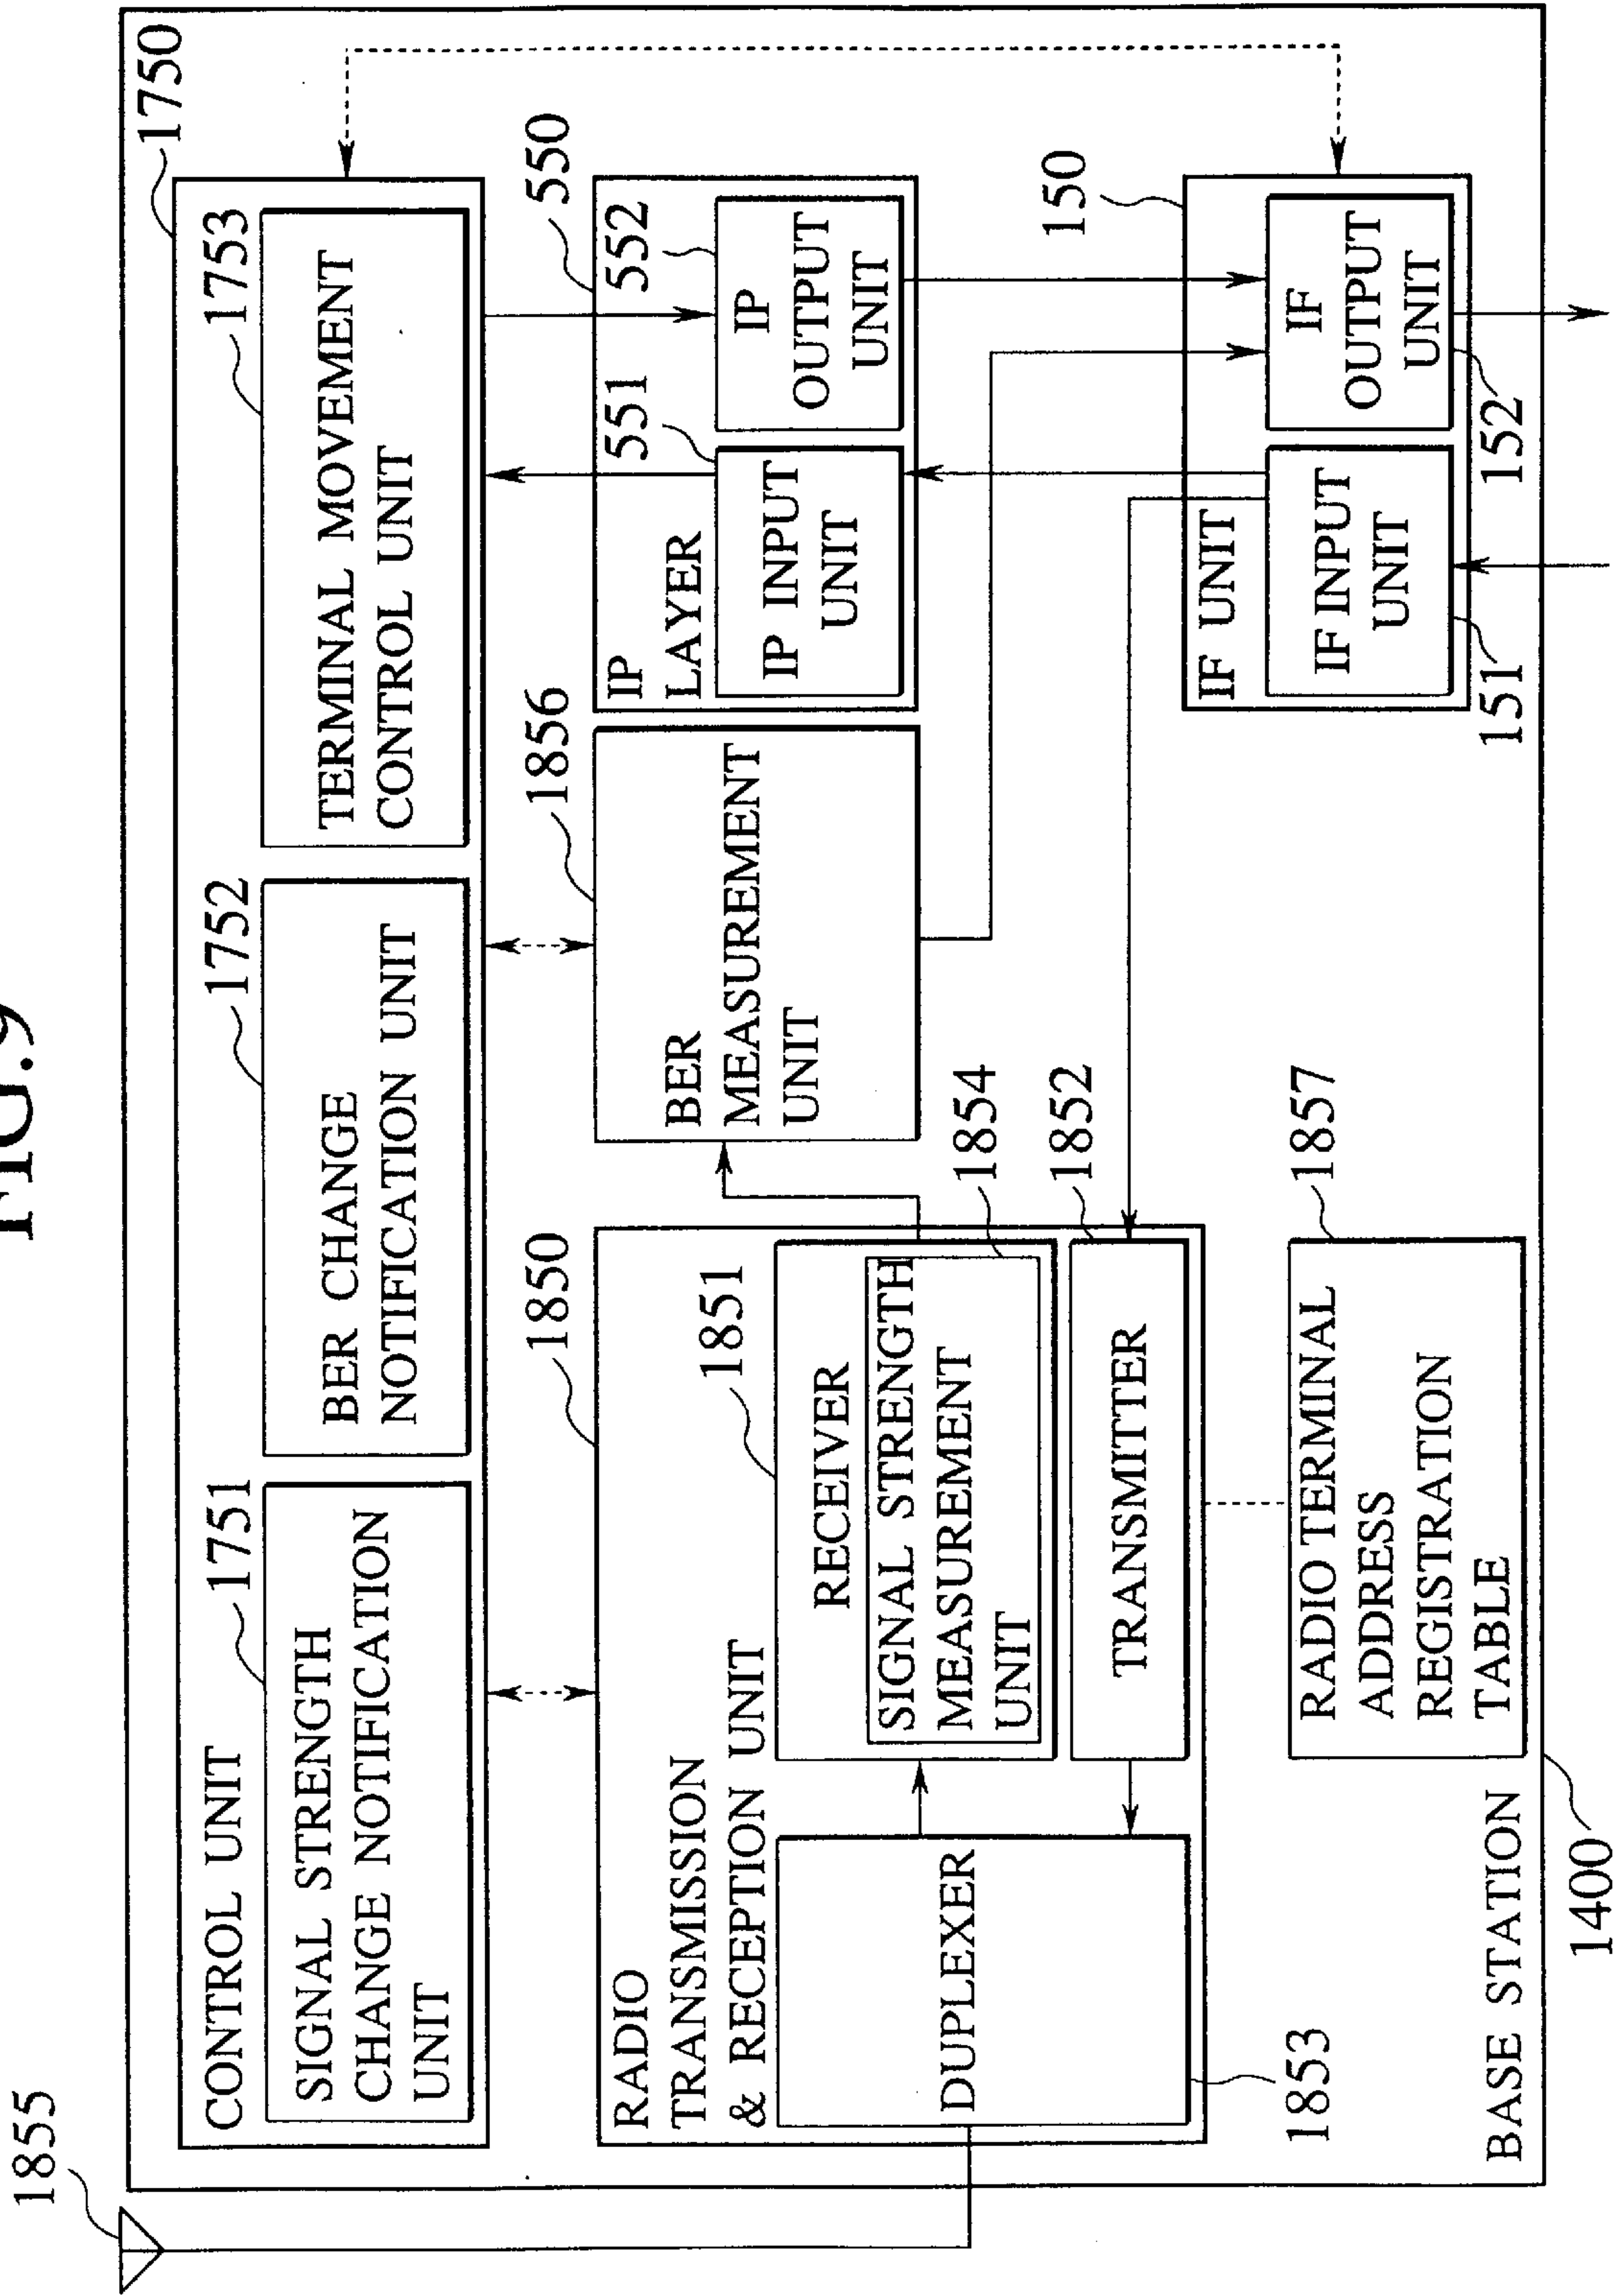 FIG.9
1855
1750
CONTROL UNIT
1751
SIGNAL STRENGTH
CHANGE NOTIFICATION
UNIT
1752
BER CHANGE
NOTIFICATION UNIT
1753
TERMINAL MOVEMENT
CONTROL UNIT
1850
RADIO
TRANSMISSION
& RECEPTION UNIT
1851
RECEIVER
SIGNAL STRENGTH
MEASUREMENT
UNIT
1854
1852
TRANSMITTER
DUPLEXER
1853
1856
BER
MEASUREMENT
UNIT
550
IP
LAYER
551
IP INPUT
UNIT
552
IP
OUTPUT
UNIT
150
IF UNIT
IF INPUT
UNIT
151
IF
OUTPUT
UNIT
152
1857
RADIO TERMINAL
ADDRESS
REGISTRATION
TABLE
BASE STATION
1400